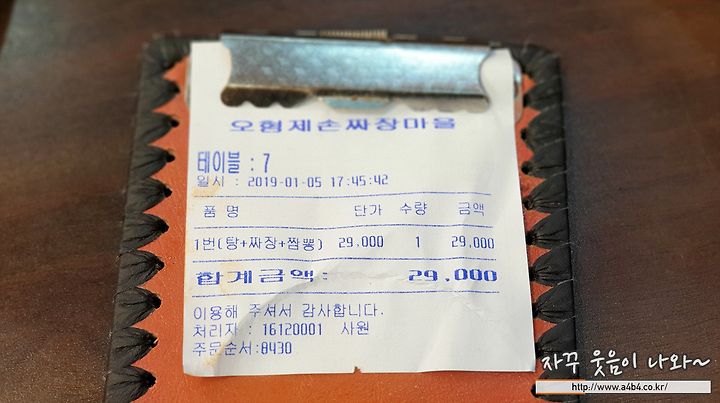 오형제손짜장마을
테이블 : 7
일시 : 2019-01-05 17:45:42
품 명 단가 수량 금액
1번(탕+짜장+짬뽕) 29.000 1 29.000
합계금액: 29.000
이용해 주셔서 감사합니다.
처리자 : 16120001 사원
주문순서:8430
자꾸 웃음이 나와~
http://www.a4b4.co.kr/